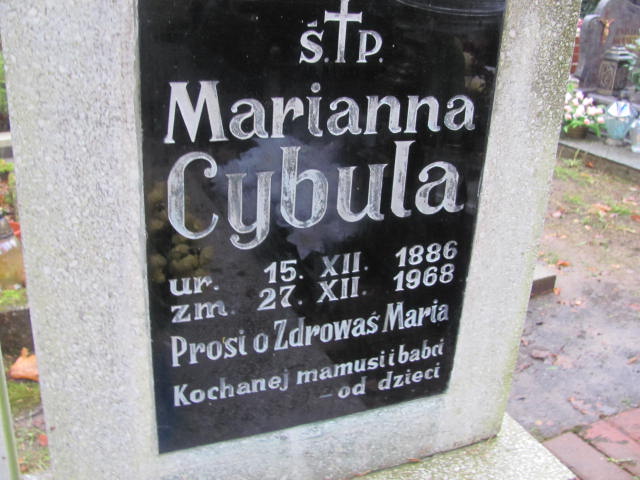 Ś.†P.
Marianna
Cybula
ur. 15. XII. 1886
zm. 27. XII. 1968
Prosi o Zdrowaś Maria
Kochanej mamusi i babci
- od dzieci